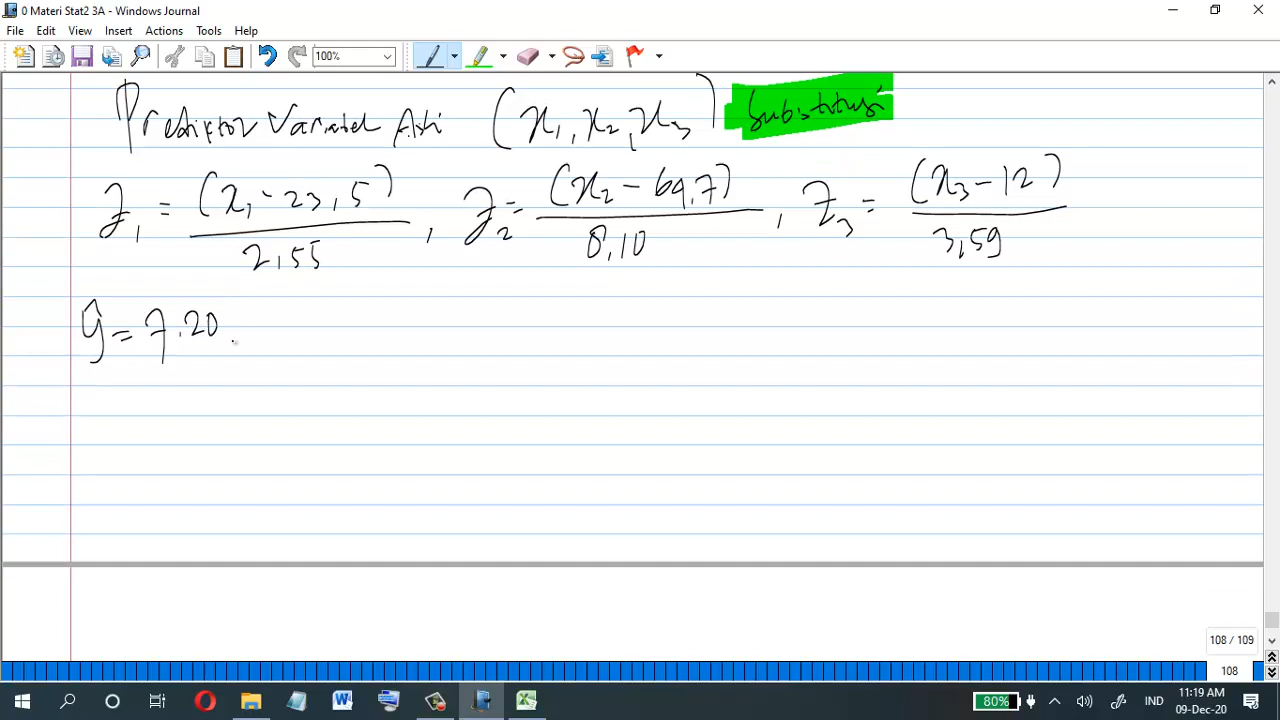 0 Materi Stat2 3A - Windows Journal
File Edit View Insert Actions Tools Help
100%
Prediktor Variabel Asli (x1, x2, x3) Substitusi
Z1 = (x1 - 23,5) / 2,55 , Z2 = (x2 - 69,7) / 8,10 , Z3 = (x3 - 12) / 3,59
ŷ = 7.20
108 / 109
108
80% IND 11:19 AM
09-Dec-20